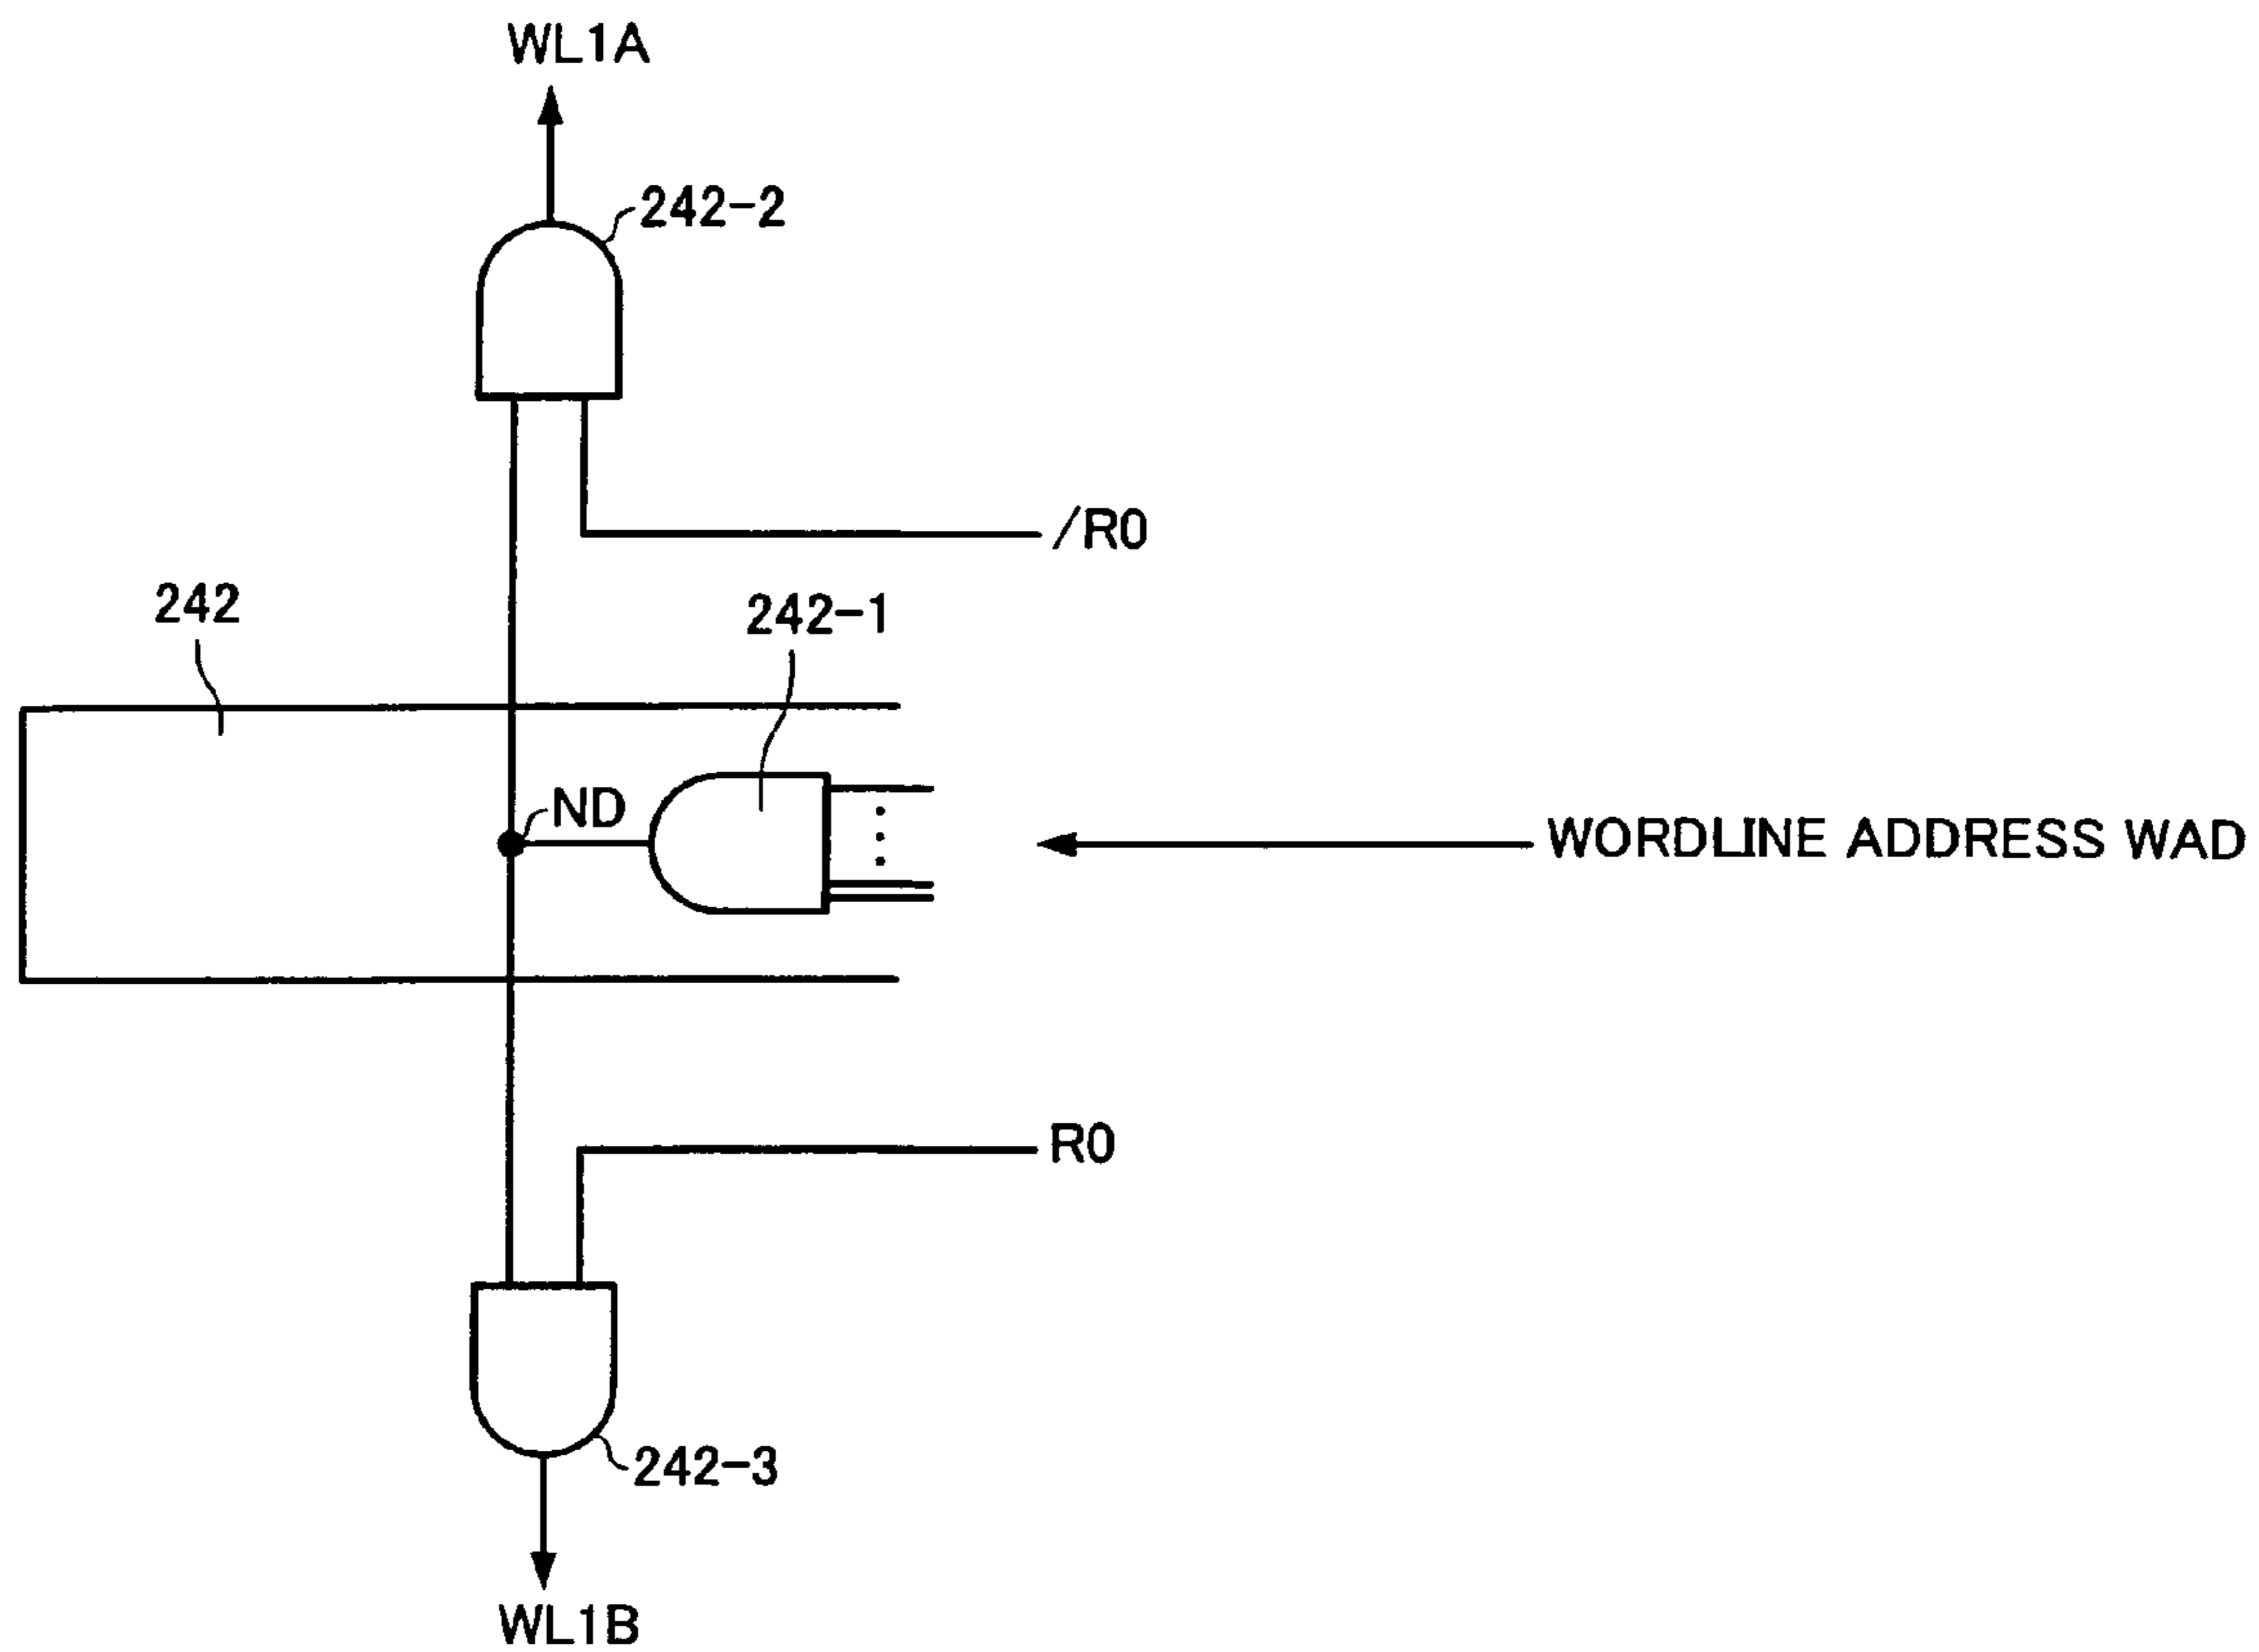 WL1A
242-2
/R0
242
242-1
ND
WORDLINE ADDRESS WAD
R0
242-3
WL1B